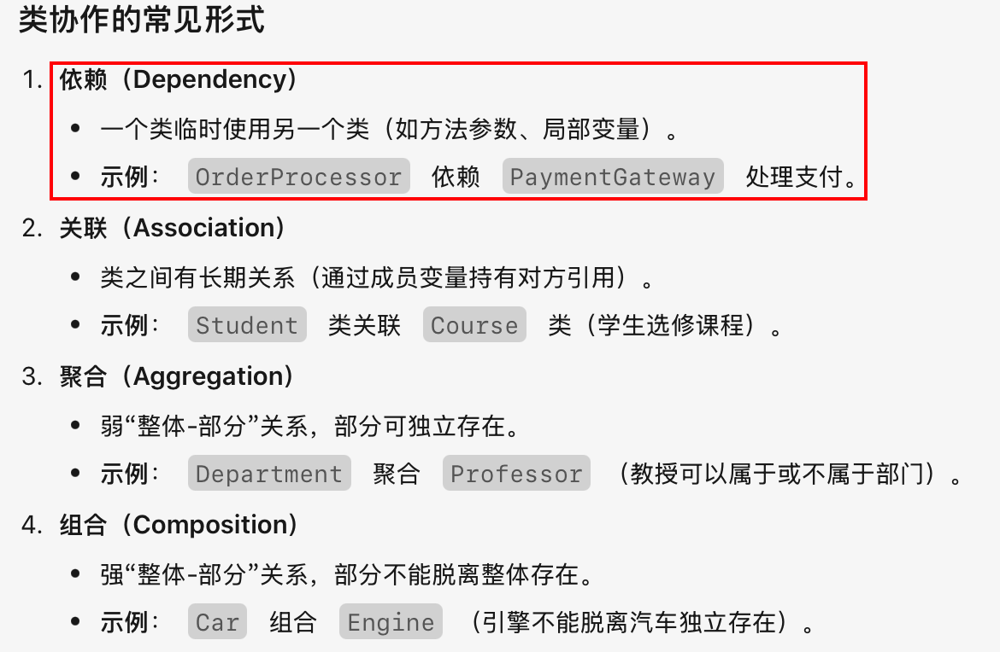 类协作的常见形式
1. 依赖（Dependency）
• 一个类临时使用另一个类（如方法参数、局部变量）。
• 示例： OrderProcessor 依赖 PaymentGateway 处理支付。
2. 关联（Association）
• 类之间有长期关系（通过成员变量持有对方引用）。
• 示例： Student 类关联 Course 类（学生选修课程）。
3. 聚合（Aggregation）
• 弱“整体-部分”关系，部分可独立存在。
• 示例： Department 聚合 Professor （教授可以属于或不属于部门）。
4. 组合（Composition）
• 强“整体-部分”关系，部分不能脱离整体存在。
• 示例： Car 组合 Engine （引擎不能脱离汽车独立存在）。